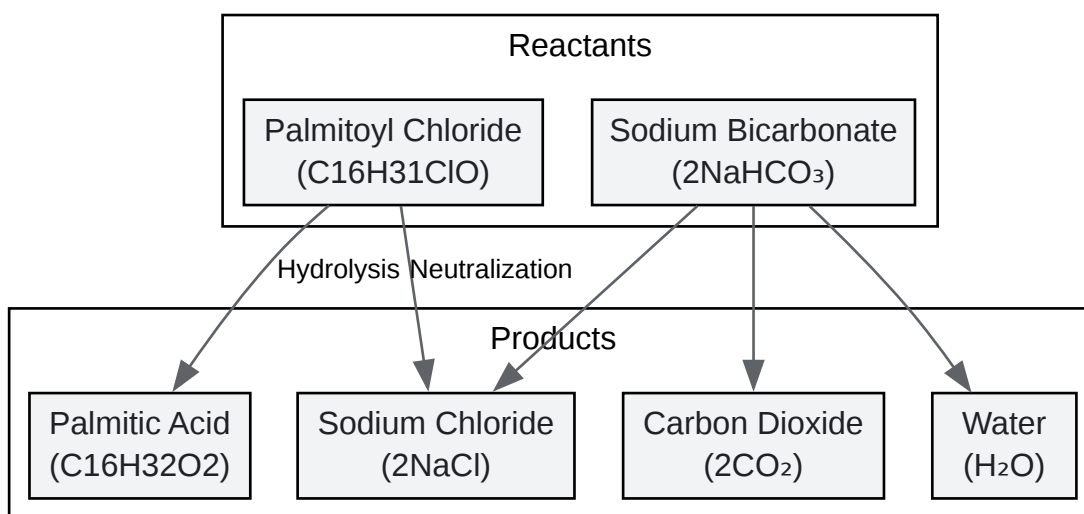 Reactants
Palmitoyl Chloride
(C16H31ClO)
Sodium Bicarbonate
(2NaHCO₃)
Hydrolysis
Neutralization
Products
Palmitic Acid
(C16H32O2)
Sodium Chloride
(2NaCl)
Carbon Dioxide
(2CO₂)
Water
(H₂O)